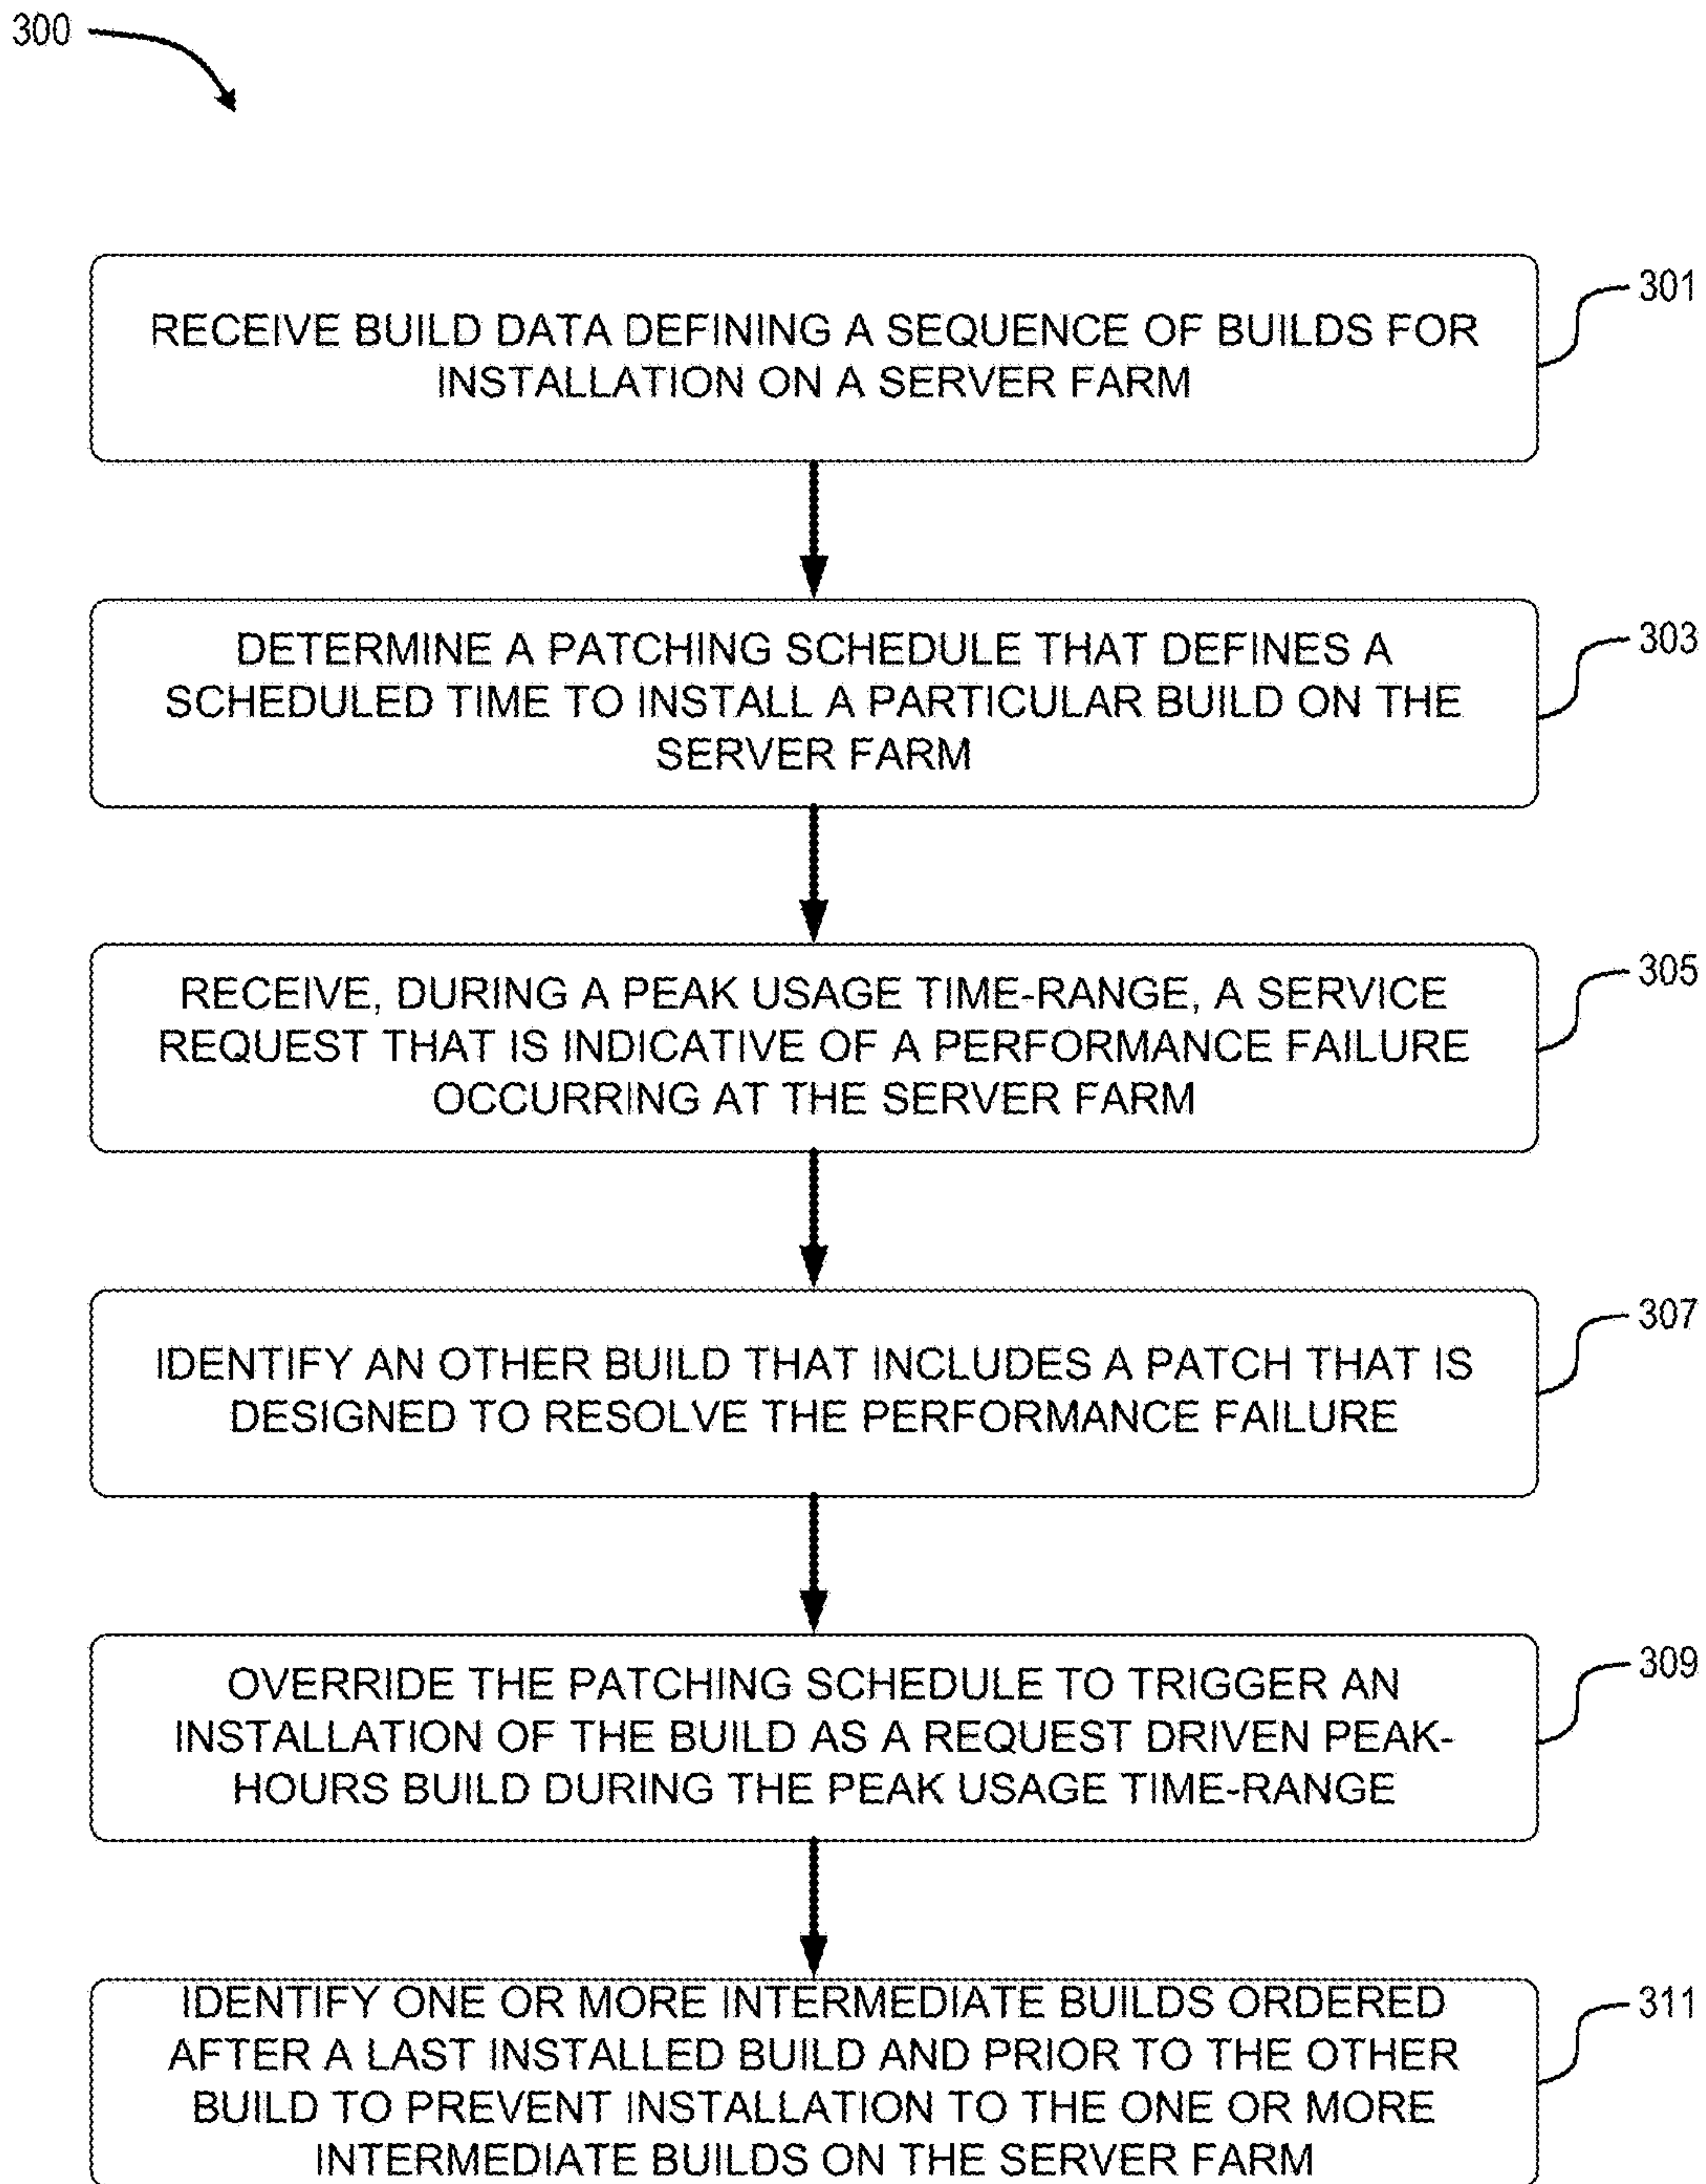 300
RECEIVE BUILD DATA DEFINING A SEQUENCE OF BUILDS FOR
INSTALLATION ON A SERVER FARM
301
DETERMINE A PATCHING SCHEDULE THAT DEFINES A
SCHEDULED TIME TO INSTALL A PARTICULAR BUILD ON THE
SERVER FARM
303
RECEIVE, DURING A PEAK USAGE TIME-RANGE, A SERVICE
REQUEST THAT IS INDICATIVE OF A PERFORMANCE FAILURE
OCCURRING AT THE SERVER FARM
305
IDENTIFY AN OTHER BUILD THAT INCLUDES A PATCH THAT IS
DESIGNED TO RESOLVE THE PERFORMANCE FAILURE
307
OVERRIDE THE PATCHING SCHEDULE TO TRIGGER AN
INSTALLATION OF THE BUILD AS A REQUEST DRIVEN PEAK-
HOURS BUILD DURING THE PEAK USAGE TIME-RANGE
309
IDENTIFY ONE OR MORE INTERMEDIATE BUILDS ORDERED
AFTER A LAST INSTALLED BUILD AND PRIOR TO THE OTHER
BUILD TO PREVENT INSTALLATION TO THE ONE OR MORE
INTERMEDIATE BUILDS ON THE SERVER FARM
311